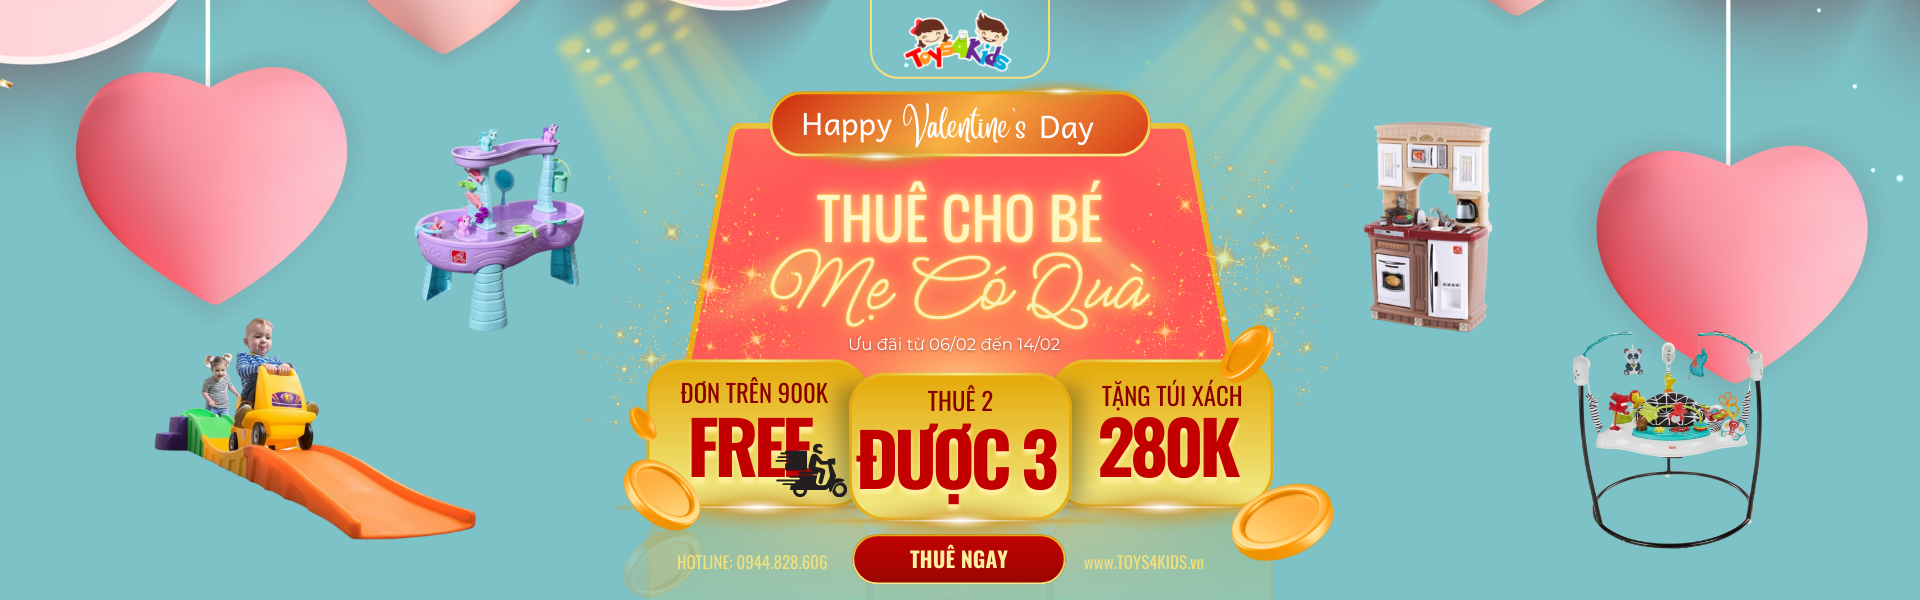 Toys4Kids
Happy Valentine's Day
THUÊ CHO BÉ
Mẹ Có Quà
Ưu đãi từ 06/02 đến 14/02
ĐƠN TRÊN 900K
FREE
THUÊ 2
ĐƯỢC 3
TẶNG TÚI XÁCH
280K
HOTLINE: 0944.828.606
THUÊ NGAY
www.TOYS4KIDS.vn